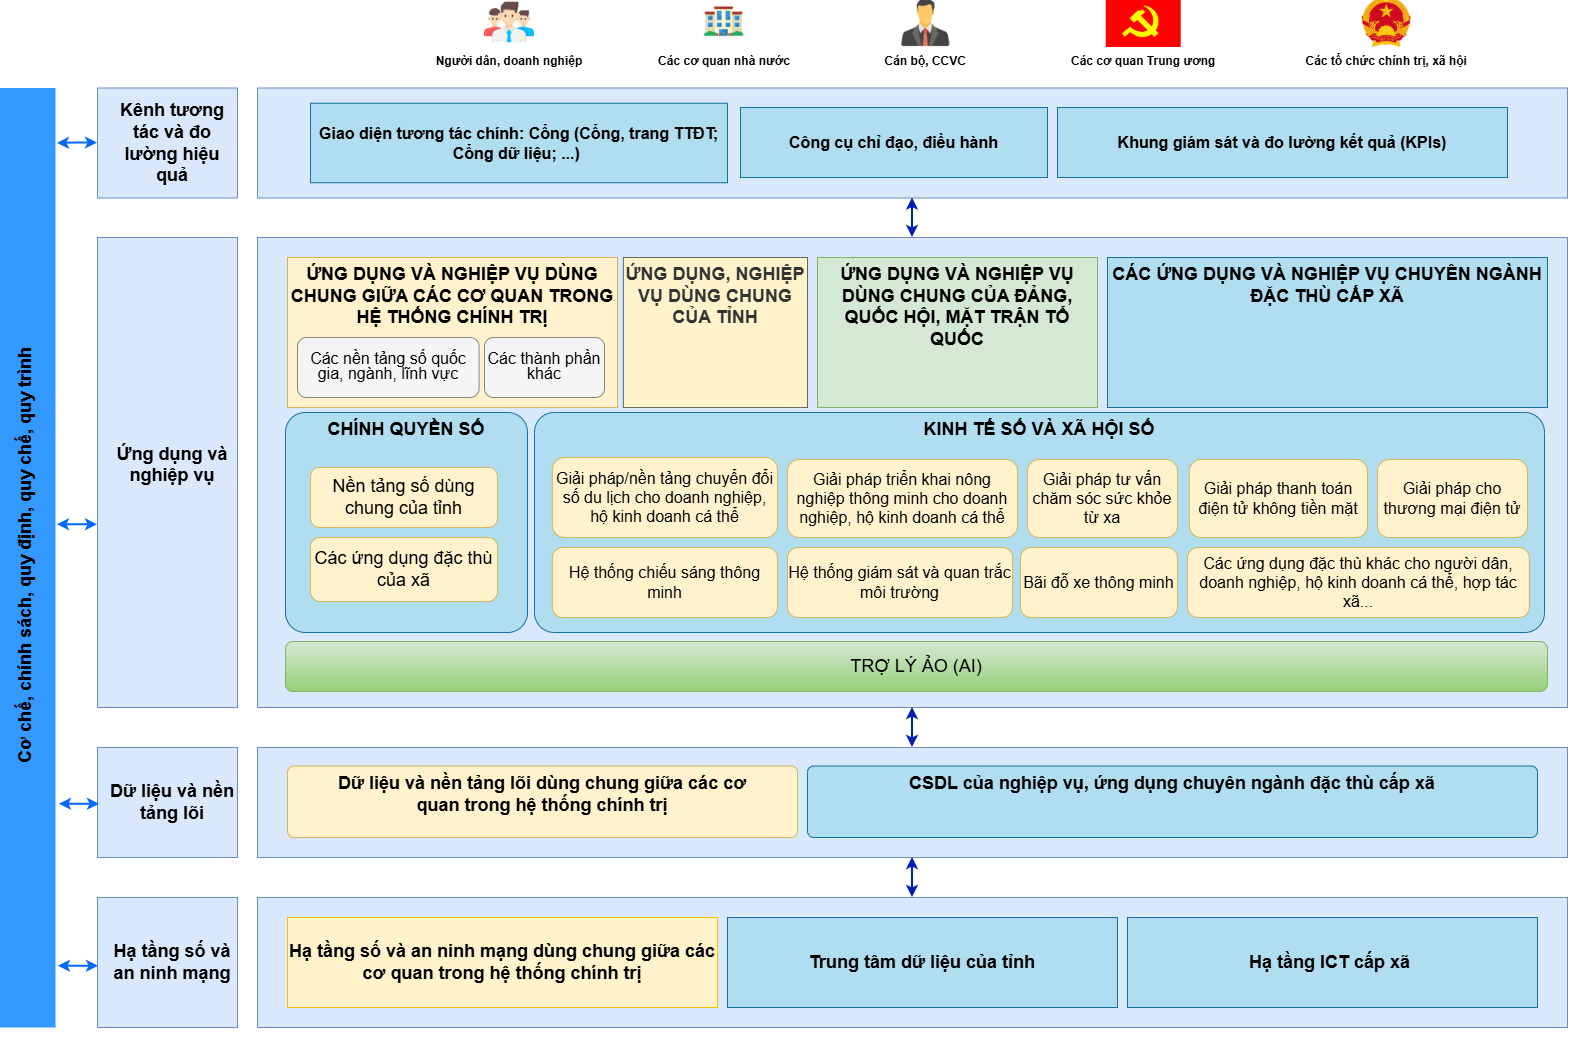 Người dân, doanh nghiệp
Các cơ quan nhà nước
Cán bộ, CCVC
Các cơ quan Trung ương
Các tổ chức chính trị, xã hội
Cơ chế, chính sách, quy định, quy chế, quy trình
Kênh tương
tác và đo
lường hiệu
quả
Giao diện tương tác chính: Cổng (Cổng, trang TTĐT;
Cổng dữ liệu; ...)
Công cụ chỉ đạo, điều hành
Khung giám sát và đo lường kết quả (KPIs)
Ứng dụng và
nghiệp vụ
ỨNG DỤNG VÀ NGHIỆP VỤ DÙNG
CHUNG GIỮA CÁC CƠ QUAN TRONG
HỆ THỐNG CHÍNH TRỊ
Các nền tảng số quốc
gia, ngành, lĩnh vực
Các thành phần
khác
ỨNG DỤNG, NGHIỆP
VỤ DÙNG CHUNG
CỦA TỈNH
ỨNG DỤNG VÀ NGHIỆP VỤ
DÙNG CHUNG CỦA ĐẢNG,
QUỐC HỘI, MẶT TRẬN TỔ
QUỐC
CÁC ỨNG DỤNG VÀ NGHIỆP VỤ CHUYÊN NGÀNH
ĐẶC THÙ CẤP XÃ
CHÍNH QUYỀN SỐ
Nền tảng số dùng
chung của tỉnh
Các ứng dụng đặc thù
của xã
KINH TẾ SỐ VÀ XÃ HỘI SỐ
Giải pháp/nền tảng chuyển đổi
số du lịch cho doanh nghiệp,
hộ kinh doanh cá thể
Giải pháp triển khai nông
nghiệp thông minh cho doanh
nghiệp, hộ kinh doanh cá thể
Giải pháp tư vấn
chăm sóc sức khỏe
từ xa
Giải pháp thanh toán
điện tử không tiền mặt
Giải pháp cho
thương mại điện tử
Hệ thống chiếu sáng thông
minh
Hệ thống giám sát và quan trắc
môi trường
Bãi đỗ xe thông minh
Các ứng dụng đặc thù khác cho người dân,
doanh nghiệp, hộ kinh doanh cá thể, hợp tác
xã...
TRỢ LÝ ẢO (AI)
Dữ liệu và nền
tảng lõi
Dữ liệu và nền tảng lõi dùng chung giữa các cơ
quan trong hệ thống chính trị
CSDL của nghiệp vụ, ứng dụng chuyên ngành đặc thù cấp xã
Hạ tầng số và
an ninh mạng
Hạ tầng số và an ninh mạng dùng chung giữa các
cơ quan trong hệ thống chính trị
Trung tâm dữ liệu của tỉnh
Hạ tầng ICT cấp xã